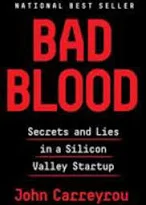 NATIONAL BEST SELLER
BAD
BLOOD
Secrets and Lies
in a Silicon
Valley Startup
John Carreyrou